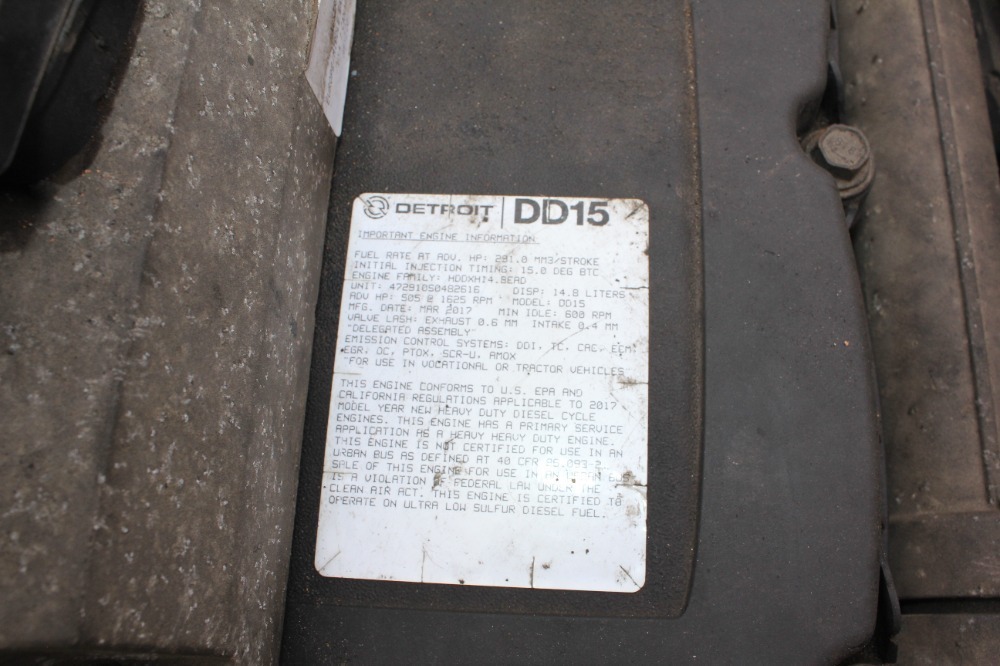 DETROIT DD15
IMPORTANT ENGINE INFORMATION
FUEL RATE AT ADV. HP: 291.0 MM3/STROKE
INITIAL INJECTION TIMING: 15.0 DEG BTC
ENGINE FAMILY: HDDXH14.8EAD
UNIT: 472910S0482616 DISP: 14.8 LITERS
ADV HP: 505 @ 1625 RPM MODEL: DD15
MFG. DATE: MAR 2017 MIN IDLE: 600 RPM
VALVE LASH: EXHAUST 0.6 MM INTAKE 0.4 MM
"DELEGATED ASSEMBLY"
EMISSION CONTROL SYSTEMS: DDI, TC, CAC, ECM,
EGR, OC, PTOX, SCR-U, AMOX
"FOR USE IN VOCATIONAL OR TRACTOR VEHICLES"
THIS ENGINE CONFORMS TO U.S. EPA AND
CALIFORNIA REGULATIONS APPLICABLE TO 2017
MODEL YEAR NEW HEAVY DUTY DIESEL CYCLE
ENGINES. THIS ENGINE HAS A PRIMARY SERVICE
APPLICATION AS A HEAVY HEAVY DUTY ENGINE.
THIS ENGINE IS NOT CERTIFIED FOR USE IN AN
URBAN BUS AS DEFINED AT 40 CFR 86.093-2
SALE OF THIS ENGINE FOR USE IN AN URBAN BUS
IS A VIOLATION OF FEDERAL LAW UNDER THE
CLEAN AIR ACT. THIS ENGINE IS CERTIFIED TO
OPERATE ON ULTRA LOW SULFUR DIESEL FUEL.